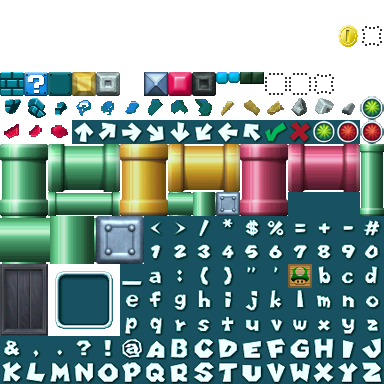 ?
< > / * $ % = + - #
1 2 3 4 5 6 7 8 9 0
_ a : ( ) " ' b c d
e f g h i j k l m n o
p q r s t u v w x y z
& , . ? ! @ A B C D E F G H I J
K L M N O P Q R S T U V W X Y Z